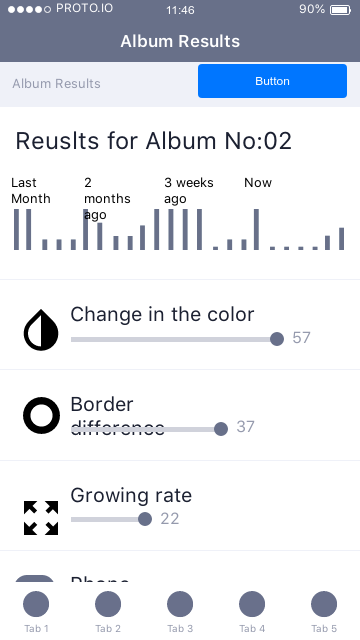 PROTO.IO 11:46 90%
Album Results
Album Results Button
Reuslts for Album No:02
Last Month
2 months ago
3 weeks ago
Now
Change in the color
57
Border difference
37
Growing rate
22
Phone
Tab 1 Tab 2 Tab 3 Tab 4 Tab 5